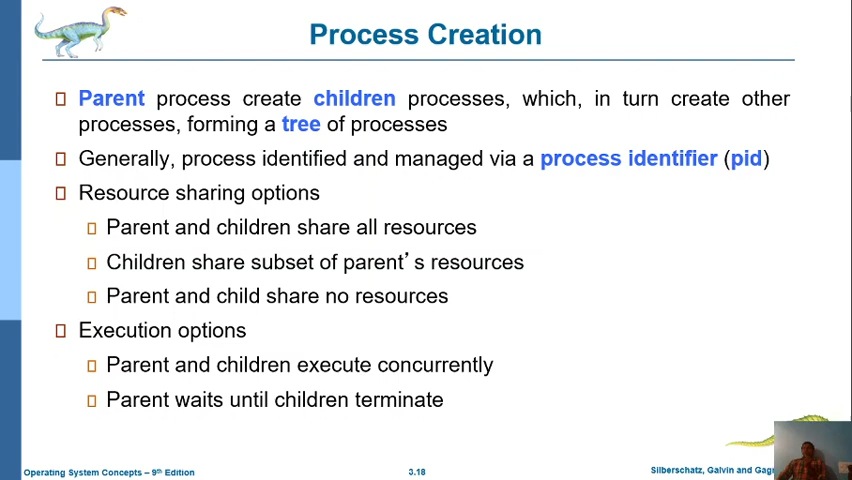 Process Creation
Parent process create children processes, which, in turn create other
processes, forming a tree of processes
Generally, process identified and managed via a process identifier (pid)
Resource sharing options
Parent and children share all resources
Children share subset of parent's resources
Parent and child share no resources
Execution options
Parent and children execute concurrently
Parent waits until children terminate
Operating System Concepts – 9th Edition
3.18
Silberschatz, Galvin and